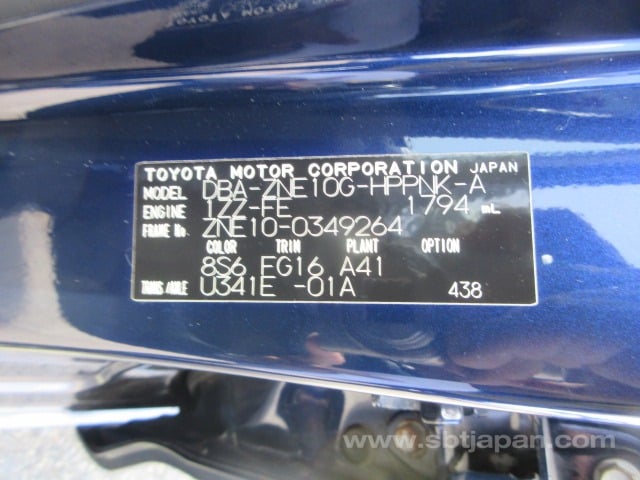 TOYOTA MOTOR CORPORATION JAPAN
MODEL DBA-ZNE10G-HPPNK-A
ENGINE 1ZZ-FE 1794 mL
FRAME No. ZNE10-0349264
COLOR TRIM PLANT OPTION
8S6 FG16 A41
TRANS/AXLE U341E -01A 438
www.sbtjapan.com